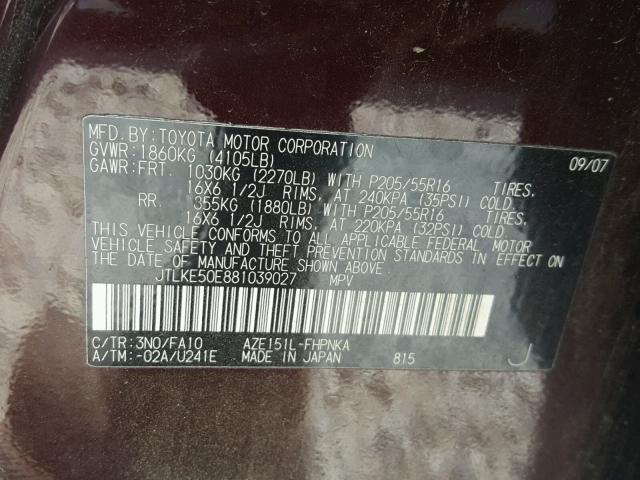 MFD. BY: TOYOTA MOTOR CORPORATION 09/07
GVWR: 1860KG (4105LB)
GAWR: FRT. 1030KG (2270LB) WITH P205/55R16 TIRES,
16X6 1/2J RIMS, AT 240KPA (35PSI) COLD.
RR. 855KG (1880LB) WITH P205/55R16 TIRES,
16X6 1/2J RIMS, AT 220KPA (32PSI) COLD
THIS VEHICLE CONFORMS TO ALL APPLICABLE FEDERAL MOTOR
VEHICLE SAFETY AND THEFT PREVENTION STANDARDS IN EFFECT ON
THE DATE OF MANUFACTURE SHOWN ABOVE.
JTLKE50E881039027 MPV
C/TR: 3N0/FA10 AZE151L-FHPNKA
A/TM: -02A/U241E MADE IN JAPAN 815 J